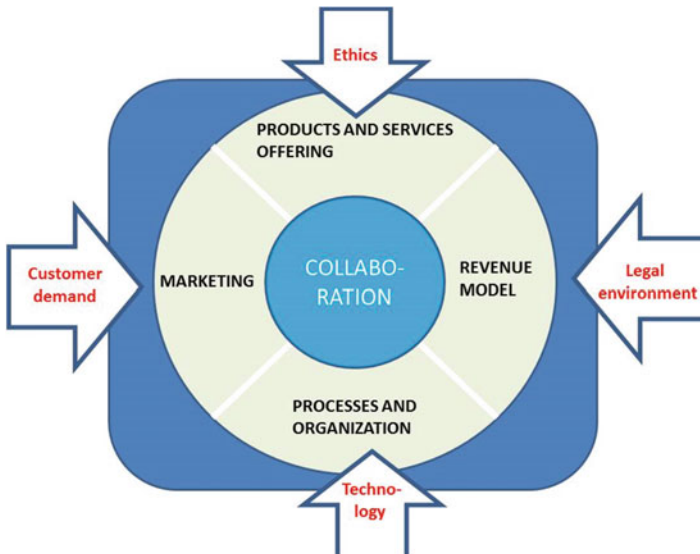 Ethics
PRODUCTS AND SERVICES
OFFERING
Customer
demand
MARKETING
COLLABO-
RATION
REVENUE
MODEL
Legal
environment
PROCESSES AND
ORGANIZATION
Techno-
logy